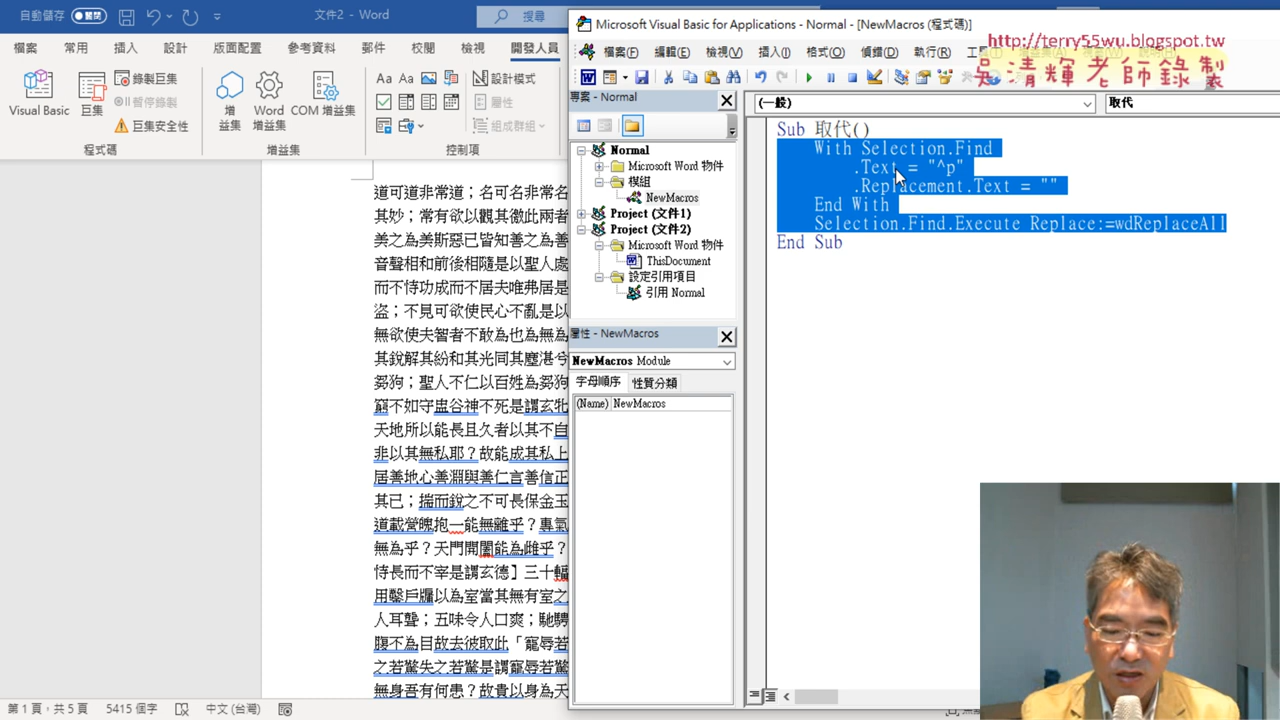 自動儲存 關閉 文件2 - Word 搜尋
檔案 常用 插入 設計 版面配置 參考資料 郵件 校閱 檢視 開發人員
Visual Basic 巨集 錄製巨集 暫停錄製 巨集安全性 增益集 Word 增益集 COM 增益集 設計模式 屬性 組成群組
程式碼 增益集 控制項
道可道非常道；名可名非常名
其妙；常有欲以觀其徼此兩者
美之為美斯惡已皆知善之為善
音聲相和前後相隨是以聖人處
而不恃功成而不居夫唯弗居是
盜；不見可欲使民心不亂是以
無欲使夫智者不敢為也為無為
其銳解其紛和其光同其塵湛兮
芻狗；聖人不仁以百姓為芻狗
窮不如守盅谷神不死是謂玄牝
天地所以能長且久者以其不自
非以其無私耶？故能成其私上
居善地心善淵與善仁言善信正
其已；揣而銳之不可長保金玉
道載營魄抱一能無離乎？專氣
無為乎？天門開闔能為雌乎？
恃長而不宰是謂玄德】三十輻
用鑿戶牖以為室當其無有室之
人耳聾；五味令人口爽；馳騁
腹不為目故去彼取此「寵辱若
之若驚失之若驚是謂寵辱若驚
無身吾有何患？故貴以身為天
第 1 頁，共 5 頁 5415 個字 中文 (台灣)
Microsoft Visual Basic for Applications - Normal - [NewMacros (程式碼)]
檔案(F) 編輯(E) 檢視(V) 插入(I) 格式(O) 偵錯(D) 執行(R)
http://terry55wu.blogspot.tw
吳清輝老師錄製
專案 - Normal
Normal
Microsoft Word 物件
模組
NewMacros
Project (文件1)
Project (文件2)
Microsoft Word 物件
ThisDocument
設定引用項目
引用 Normal
屬性 - NewMacros
NewMacros Module
字母順序 性質分類
(Name) NewMacros
(一般) 取代
Sub 取代()
With Selection.Find
.Text = "^p"
.Replacement.Text = ""
End With
Selection.Find.Execute Replace:=wdReplaceAll
End Sub